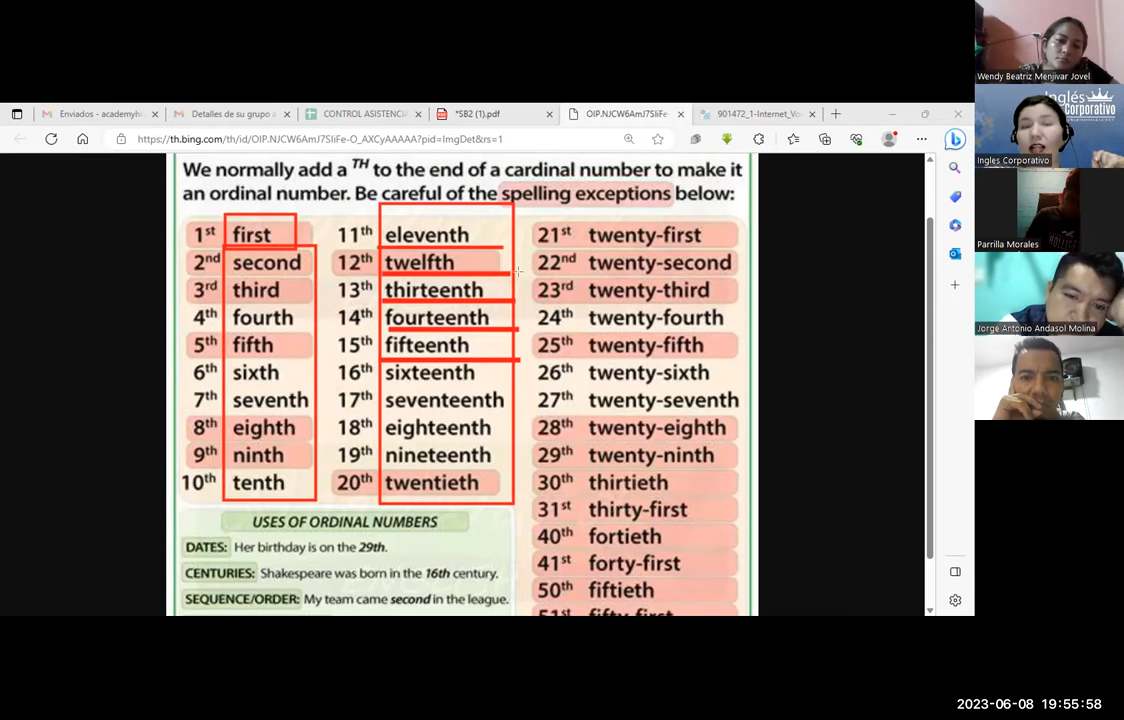 Enviados - academyh
Detalles de su grupo
CONTROL ASISTENCIA
*SB2 (1).pdf
OIP.NJCW6AmJ7SIiFe-
901472_1-Internet_Vo
https://th.bing.com/th/id/OIP.NJCW6AmJ7SliFe-O_AXCyAAAAA?pid=ImgDet&rs=1
We normally add a TH to the end of a cardinal number to make it
an ordinal number. Be careful of the spelling exceptions below:
1st first
2nd second
3rd third
4th fourth
5th fifth
6th sixth
7th seventh
8th eighth
9th ninth
10th tenth
11th eleventh
12th twelfth
13th thirteenth
14th fourteenth
15th fifteenth
16th sixteenth
17th seventeenth
18th eighteenth
19th nineteenth
20th twentieth
21st twenty-first
22nd twenty-second
23rd twenty-third
24th twenty-fourth
25th twenty-fifth
26th twenty-sixth
27th twenty-seventh
28th twenty-eighth
29th twenty-ninth
30th thirtieth
31st thirty-first
40th fortieth
41st forty-first
50th fiftieth
51st fifty-first
USES OF ORDINAL NUMBERS
DATES: Her birthday is on the 29th.
CENTURIES: Shakespeare was born in the 16th century.
SEQUENCE/ORDER: My team came second in the league.
Wendy Beatriz Menjivar Jovel
Inglés
Corporativo
Ingles Corporativo
Parrilla Morales
Jorge Antonio Andasol Molina
2023-06-08 19:55:58